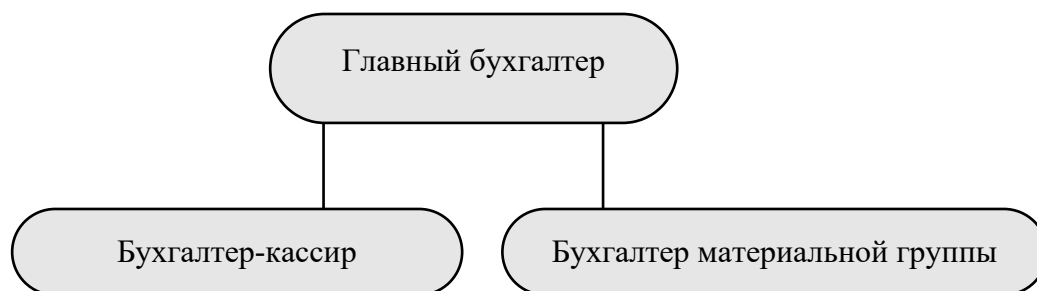 Главный бухгалтер
Бухгалтер-кассир
Бухгалтер материальной группы